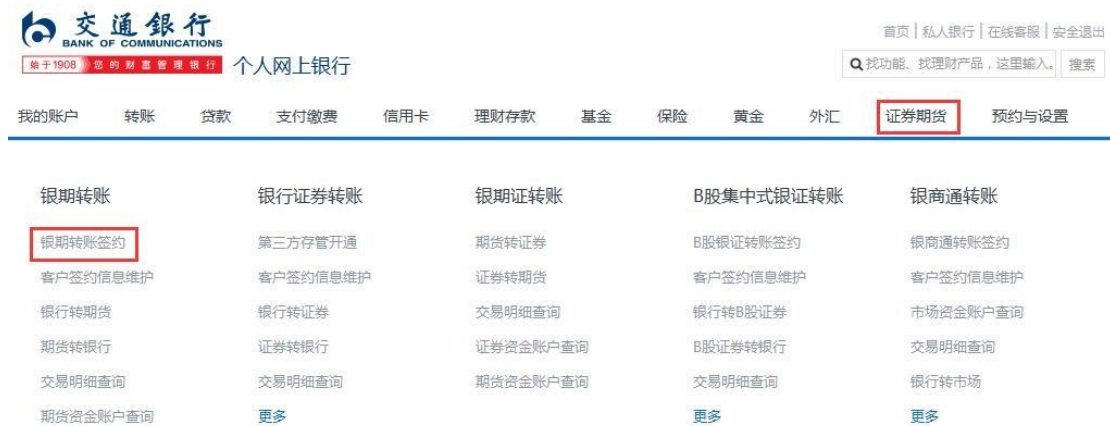 交通銀行
BANK OF COMMUNICATIONS
始于1908 您的财富管理银行
个人网上银行
首页 | 私人银行 | 在线客服 | 安全退出
找功能、找理财产品，这里输入。 搜索
我的账户 转账 贷款 支付缴费 信用卡 理财存款 基金 保险 黄金 外汇 证券期货 预约与设置
银期转账 银行证券转账 银期证转账 B股集中式银证转账 银商通转账
银期转账签约 第三方存管开通 期货转证券 B股银证转账签约 银商通转账签约
客户签约信息维护 客户签约信息维护 证券转期货 客户签约信息维护 客户签约信息维护
银行转期货 银行转证券 交易明细查询 银行转B股证券 市场资金账户查询
期货转银行 证券转银行 证券资金账户查询 B股证券转银行 交易明细查询
交易明细查询 交易明细查询 期货资金账户查询 交易明细查询 银行转市场
期货资金账户查询 更多 更多 更多